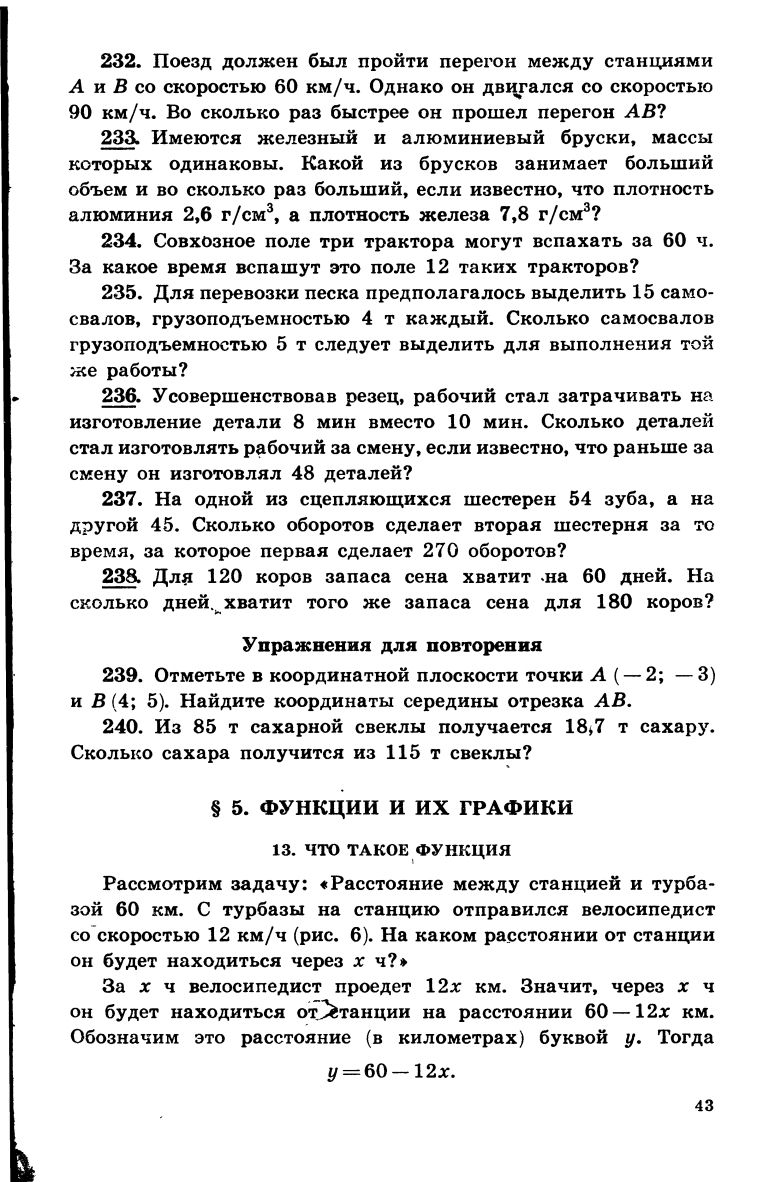 232. Поезд должен был пройти перегон между станциями
А и В со скоростью 60 км/ч. Однако он двигался со скоростью
90 км/ч. Во сколько раз быстрее он прошел перегон АВ?
233. Имеются железный и алюминиевый бруски, массы
которых одинаковы. Какой из брусков занимает больший
объем и во сколько раз больший, если известно, что плотность
алюминия 2,6 г/см³, а плотность железа 7,8 г/см³?
234. Совхозное поле три трактора могут вспахать за 60 ч.
За какое время вспашут это поле 12 таких тракторов?
235. Для перевозки песка предполагалось выделить 15 само-
свалов, грузоподъемностью 4 т каждый. Сколько самосвалов
грузоподъемностью 5 т следует выделить для выполнения той
же работы?
236. Усовершенствовав резец, рабочий стал затрачивать на
изготовление детали 8 мин вместо 10 мин. Сколько деталей
стал изготовлять рабочий за смену, если известно, что раньше за
смену он изготовлял 48 деталей?
237. На одной из сцепляющихся шестерен 54 зуба, а на
другой 45. Сколько оборотов сделает вторая шестерня за то
время, за которое первая сделает 270 оборотов?
238. Для 120 коров запаса сена хватит на 60 дней. На
сколько дней хватит того же запаса сена для 180 коров?
Упражнения для повторения
239. Отметьте в координатной плоскости точки А (—2; —3)
и В (4; 5). Найдите координаты середины отрезка АВ.
240. Из 85 т сахарной свеклы получается 18,7 т сахару.
Сколько сахара получится из 115 т свеклы?
§ 5. ФУНКЦИИ И ИХ ГРАФИКИ
13. ЧТО ТАКОЕ ФУНКЦИЯ
Рассмотрим задачу: «Расстояние между станцией и турба-
зой 60 км. С турбазы на станцию отправился велосипедист
со скоростью 12 км/ч (рис. 6). На каком расстоянии от станции
он будет находиться через x ч?»
За x ч велосипедист проедет 12x км. Значит, через x ч
он будет находиться от станции на расстоянии 60 — 12x км.
Обозначим это расстояние (в километрах) буквой y. Тогда
y = 60 — 12x.
43